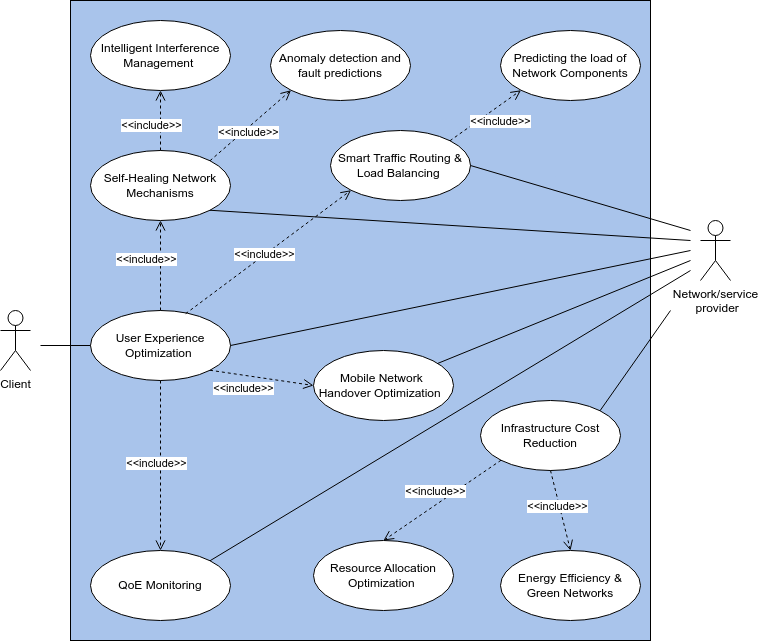 Intelligent Interference
Management
Anomaly detection and
fault predictions
Predicting the load of
Network Components
<<include>>
<<include>>
<<include>>
Self-Healing Network
Mechanisms
Smart Traffic Routing &
Load Balancing
<<include>>
<<include>>
Network/service
provider
Client
User Experience
Optimization
<<include>>
Mobile Network
Handover Optimization
Infrastructure Cost
Reduction
<<include>>
<<include>>
<<include>>
QoE Monitoring
Resource Allocation
Optimization
Energy Efficiency &
Green Networks